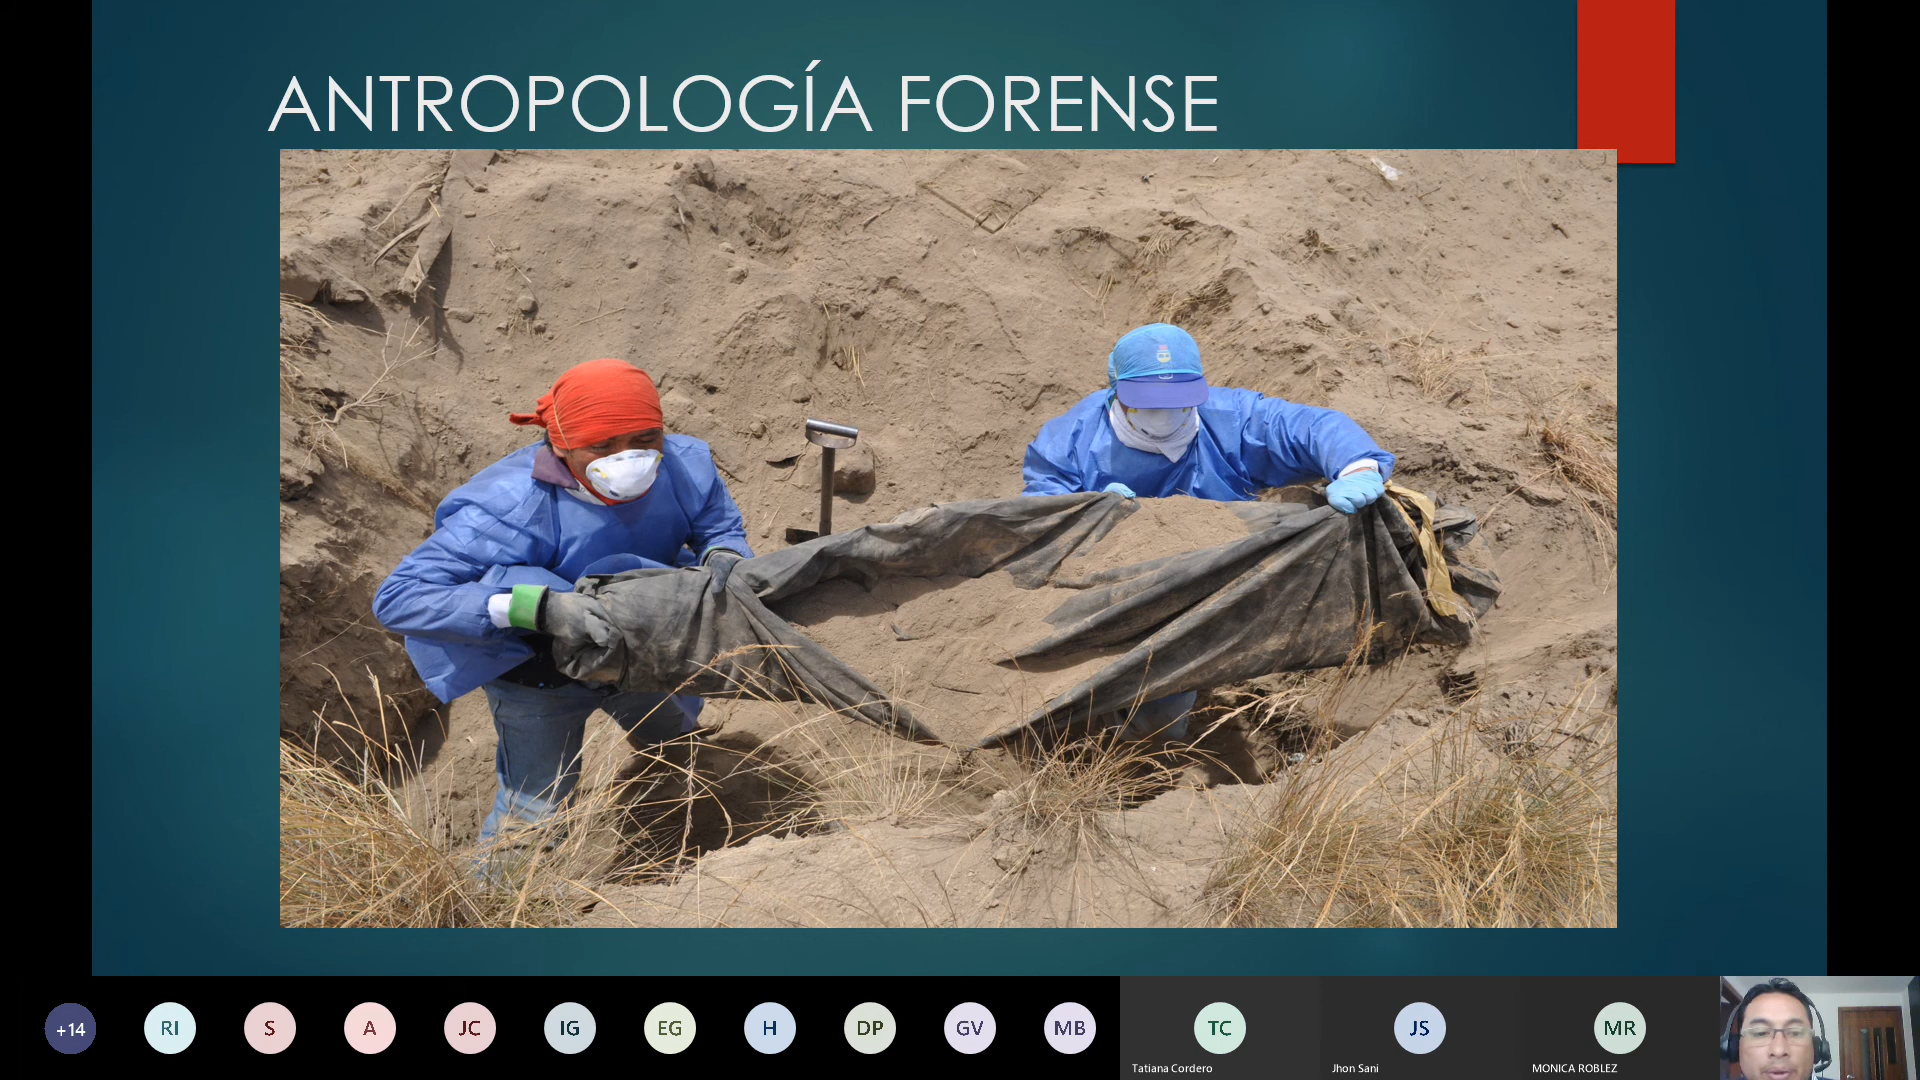 ANTROPOLOGÍA FORENSE
+14
RI
S
A
JC
IG
EG
H
DP
GV
MB
TC
JS
MR
Tatiana Cordero
Jhon Sani
MONICA ROBLEZ